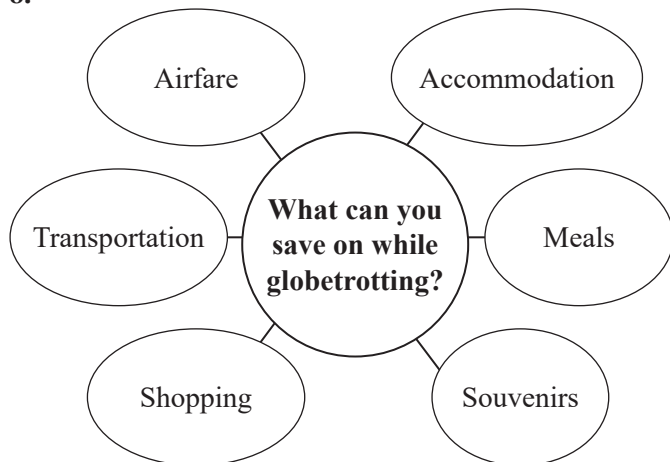 Airfare
Accommodation
What can you
save on while
globetrotting?
Transportation
Meals
Shopping
Souvenirs